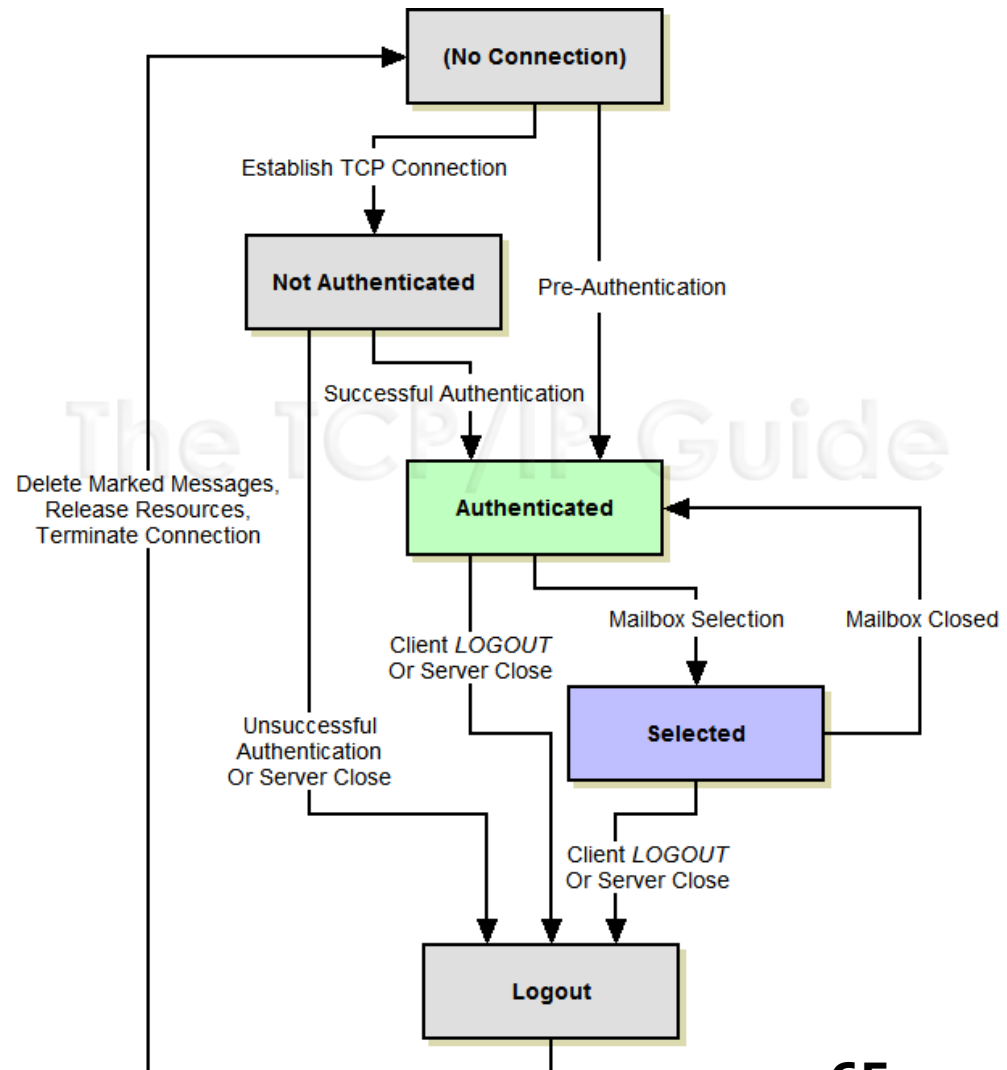 (No Connection)
Establish TCP Connection
Not Authenticated
Pre-Authentication
Successful Authentication
The TCP/IP Guide
Delete Marked Messages,
Release Resources,
Terminate Connection
Authenticated
Mailbox Selection
Mailbox Closed
Client LOGOUT
Or Server Close
Selected
Unsuccessful
Authentication
Or Server Close
Client LOGOUT
Or Server Close
Logout